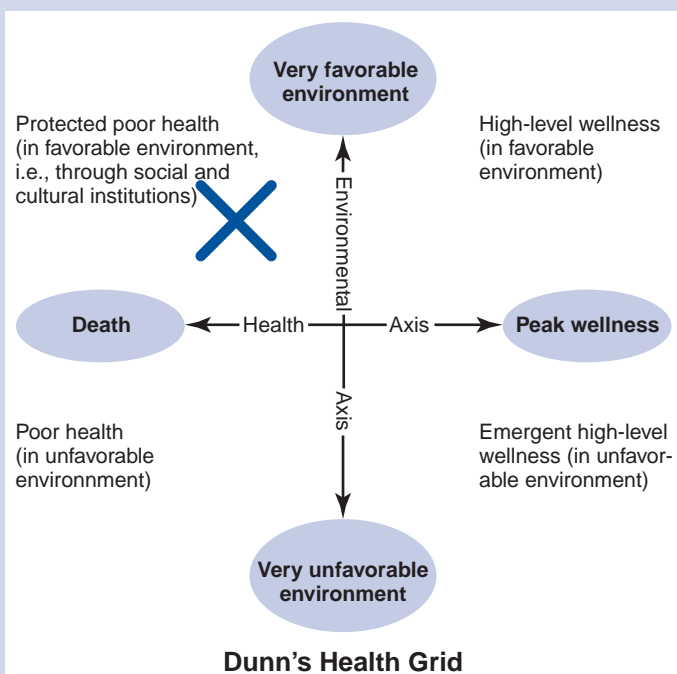 Very favorable
environment
Protected poor health
(in favorable environment,
i.e., through social and
cultural institutions)
High-level wellness
(in favorable
environment)
Environmental
Death
Health
Axis
Peak wellness
Axis
Poor health
(in unfavorable
environnment)
Emergent high-level
wellness (in unfavor-
able environment)
Very unfavorable
environment
Dunn's Health Grid